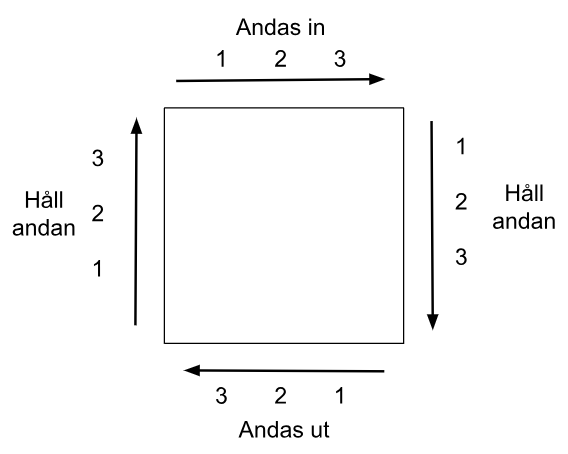 Andas in
1 2 3
1
2
3
Håll
andan
3 2 1
Andas ut
3
2
1
Håll
andan